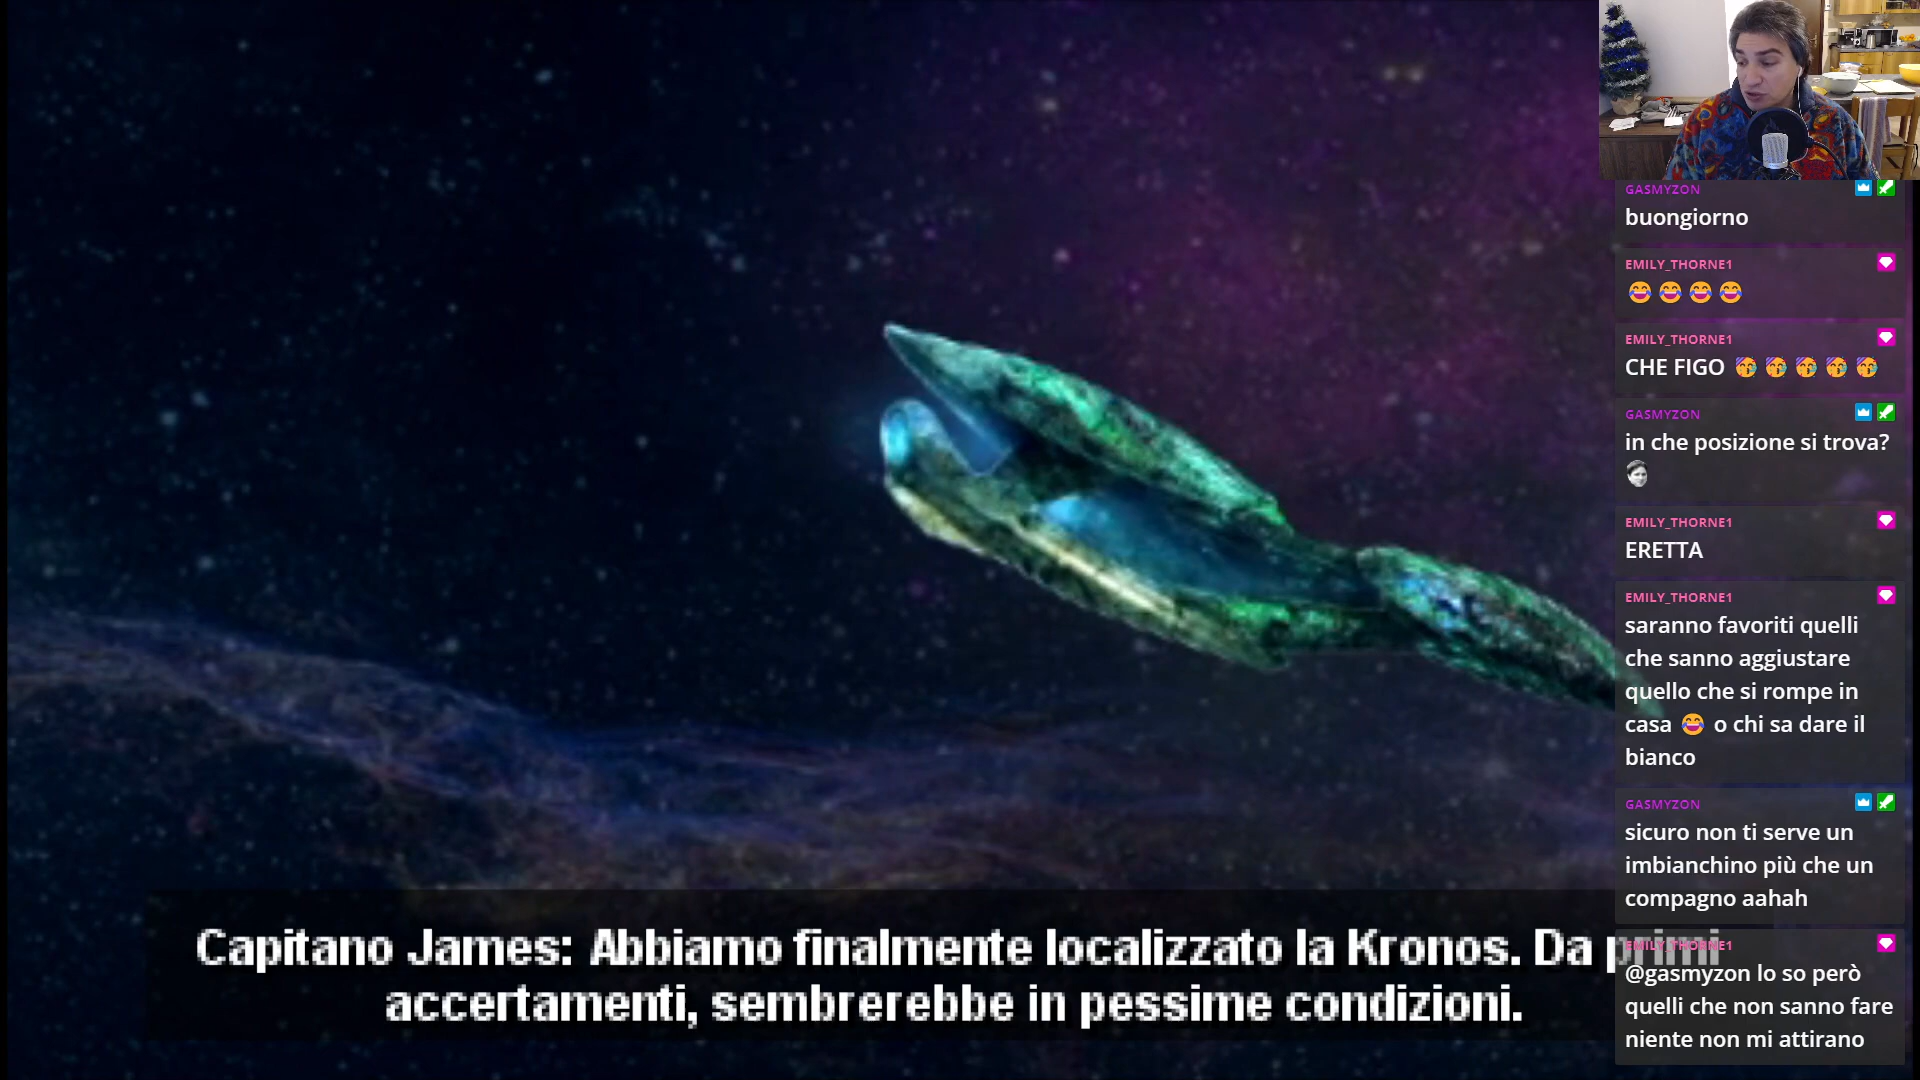 GASMYZON
buongiorno
EMILY_THORNE1
😂 😂 😂 😂
EMILY_THORNE1
CHE FIGO 🥳 🥳 🥳 🥳 🥳
GASMYZON
in che posizione si trova?
EMILY_THORNE1
ERETTA
EMILY_THORNE1
saranno favoriti quelli
che sanno aggiustare
quello che si rompe in
casa 😂 o chi sa dare il
bianco
GASMYZON
sicuro non ti serve un
imbianchino più che un
compagno aahah
EMILY_THORNE1
@gasmyzon lo so però
quelli che non sanno fare
niente non mi attirano
Capitano James: Abbiamo finalmente localizzato la Kronos. Da primi
accertamenti, sembrerebbe in pessime condizioni.